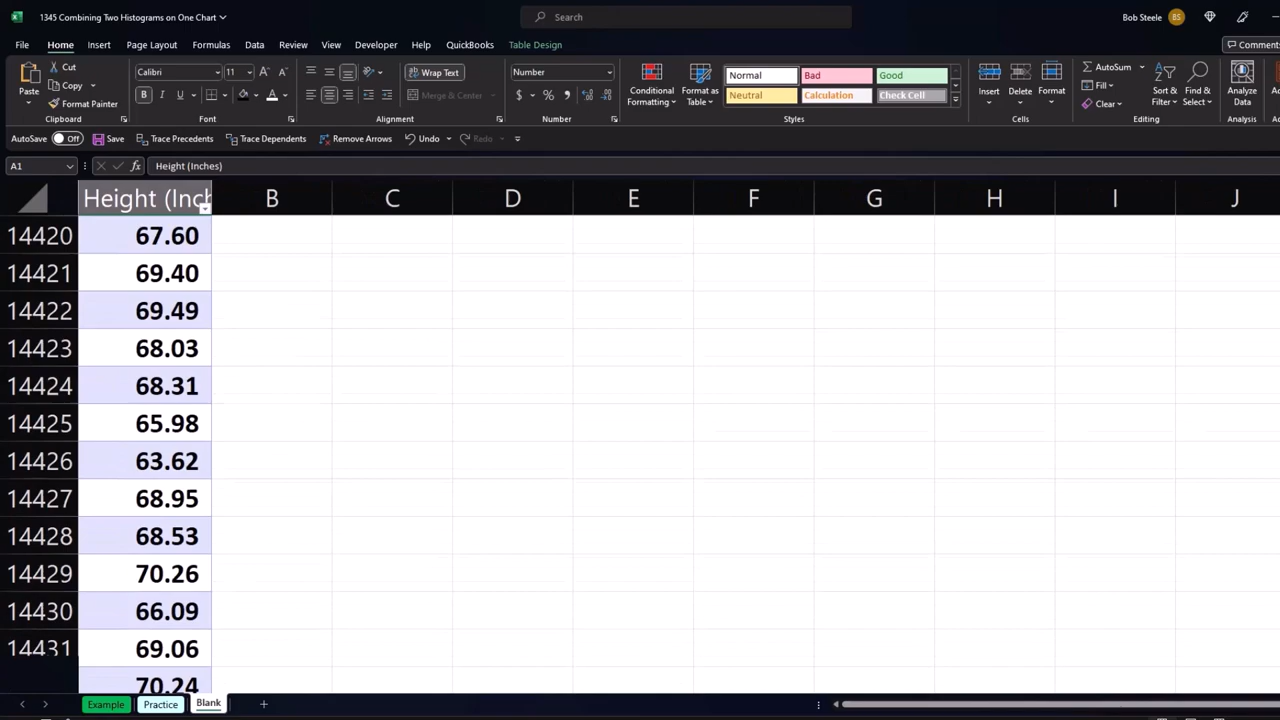 1345 Combining Two Histograms on One Chart
Search
Bob Steele BS
File Home Insert Page Layout Formulas Data Review View Developer Help QuickBooks Table Design
Comments
Paste
Cut
Copy
Format Painter
Clipboard
Calibri 11
B I U A
Font
Wrap Text
Merge & Center
Alignment
Number
$ % ,
Number
Conditional Formatting
Format as Table
Normal Bad Good
Neutral Calculation Check Cell
Styles
Insert Delete Format
Cells
AutoSum
Fill
Clear
Sort & Filter
Find & Select
Editing
Analyze Data
Analysis
AutoSave Off Save Trace Precedents Trace Dependents Remove Arrows Undo Redo
A1 fx Height (Inches)
Height (Inch B C D E F G H I J
14420 67.60
14421 69.40
14422 69.49
14423 68.03
14424 68.31
14425 65.98
14426 63.62
14427 68.95
14428 68.53
14429 70.26
14430 66.09
14431 69.06
70.24
Example Practice Blank